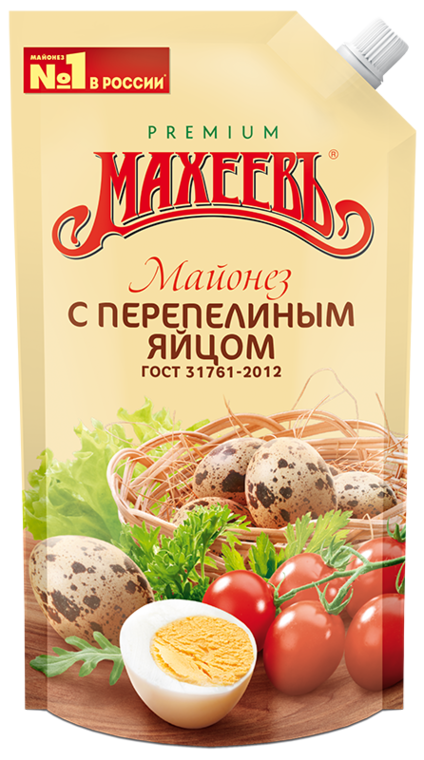 МАЙОНЕЗ
№1 В РОССИИ*
PREMIUM
МАХЕЕВЪ®
Майонез
С ПЕРЕПЕЛИНЫМ
ЯЙЦОМ
ГОСТ 31761-2012